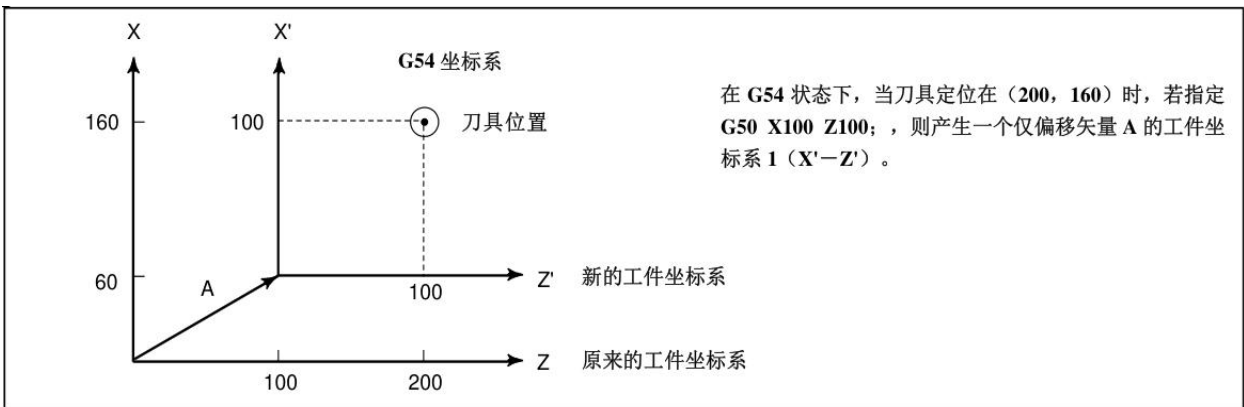 X
X'
G54 坐标系
160
100
刀具位置
60
A
100
Z'
新的工件坐标系
Z
原来的工件坐标系
100
200
在 G54 状态下，当刀具定位在（200，160）时，若指定
G50 X100 Z100；，则产生一个仅偏移矢量 A 的工件坐
标系 1（X'－Z'）。